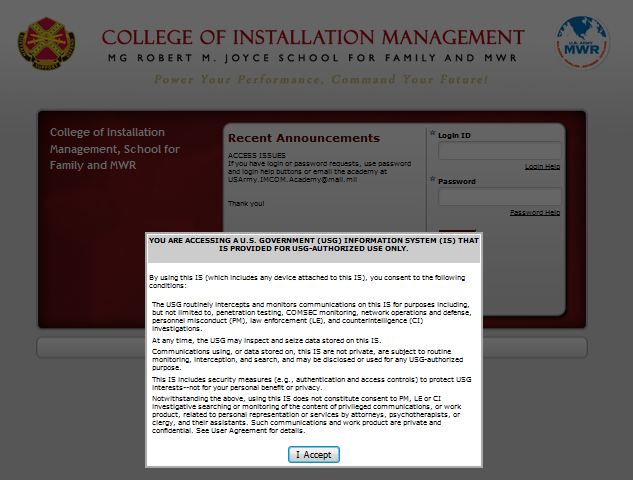 COLLEGE OF INSTALLATION MANAGEMENT
MG ROBERT M. JOYCE SCHOOL FOR FAMILY AND MWR
Power Your Performance, Command Your Future!
U.S. ARMY
MWR
College of Installation
Management, School for
Family and MWR
Recent Announcements
ACCESS ISSUES
If you have login or password requests, use password
and login help buttons or email the academy at
USArmy.IMCOM.Academy@mail.mil
Thank you!
Login ID
Login Help
Password
Password Help
YOU ARE ACCESSING A U.S. GOVERNMENT (USG) INFORMATION SYSTEM (IS) THAT
IS PROVIDED FOR USG-AUTHORIZED USE ONLY.
By using this IS (which includes any device attached to this IS), you consent to the following
conditions:
The USG routinely intercepts and monitors communications on this IS for purposes including,
but not limited to, penetration testing, COMSEC monitoring, network operations and defense,
personnel misconduct (PM), law enforcement (LE), and counterintelligence (CI)
investigations.
At any time, the USG may inspect and seize data stored on this IS.
Communications using, or data stored on, this IS are not private, are subject to routine
monitoring, interception, and search, and may be disclosed or used for any USG-authorized
purpose.
This IS includes security measures (e.g., authentication and access controls) to protect USG
interests--not for your personal benefit or privacy.
Notwithstanding the above, using this IS does not constitute consent to PM, LE or CI
investigative searching or monitoring of the content of privileged communications, or work
product, related to personal representation or services by attorneys, psychotherapists, or
clergy, and their assistants. Such communications and work product are private and
confidential. See User Agreement for details.
I Accept